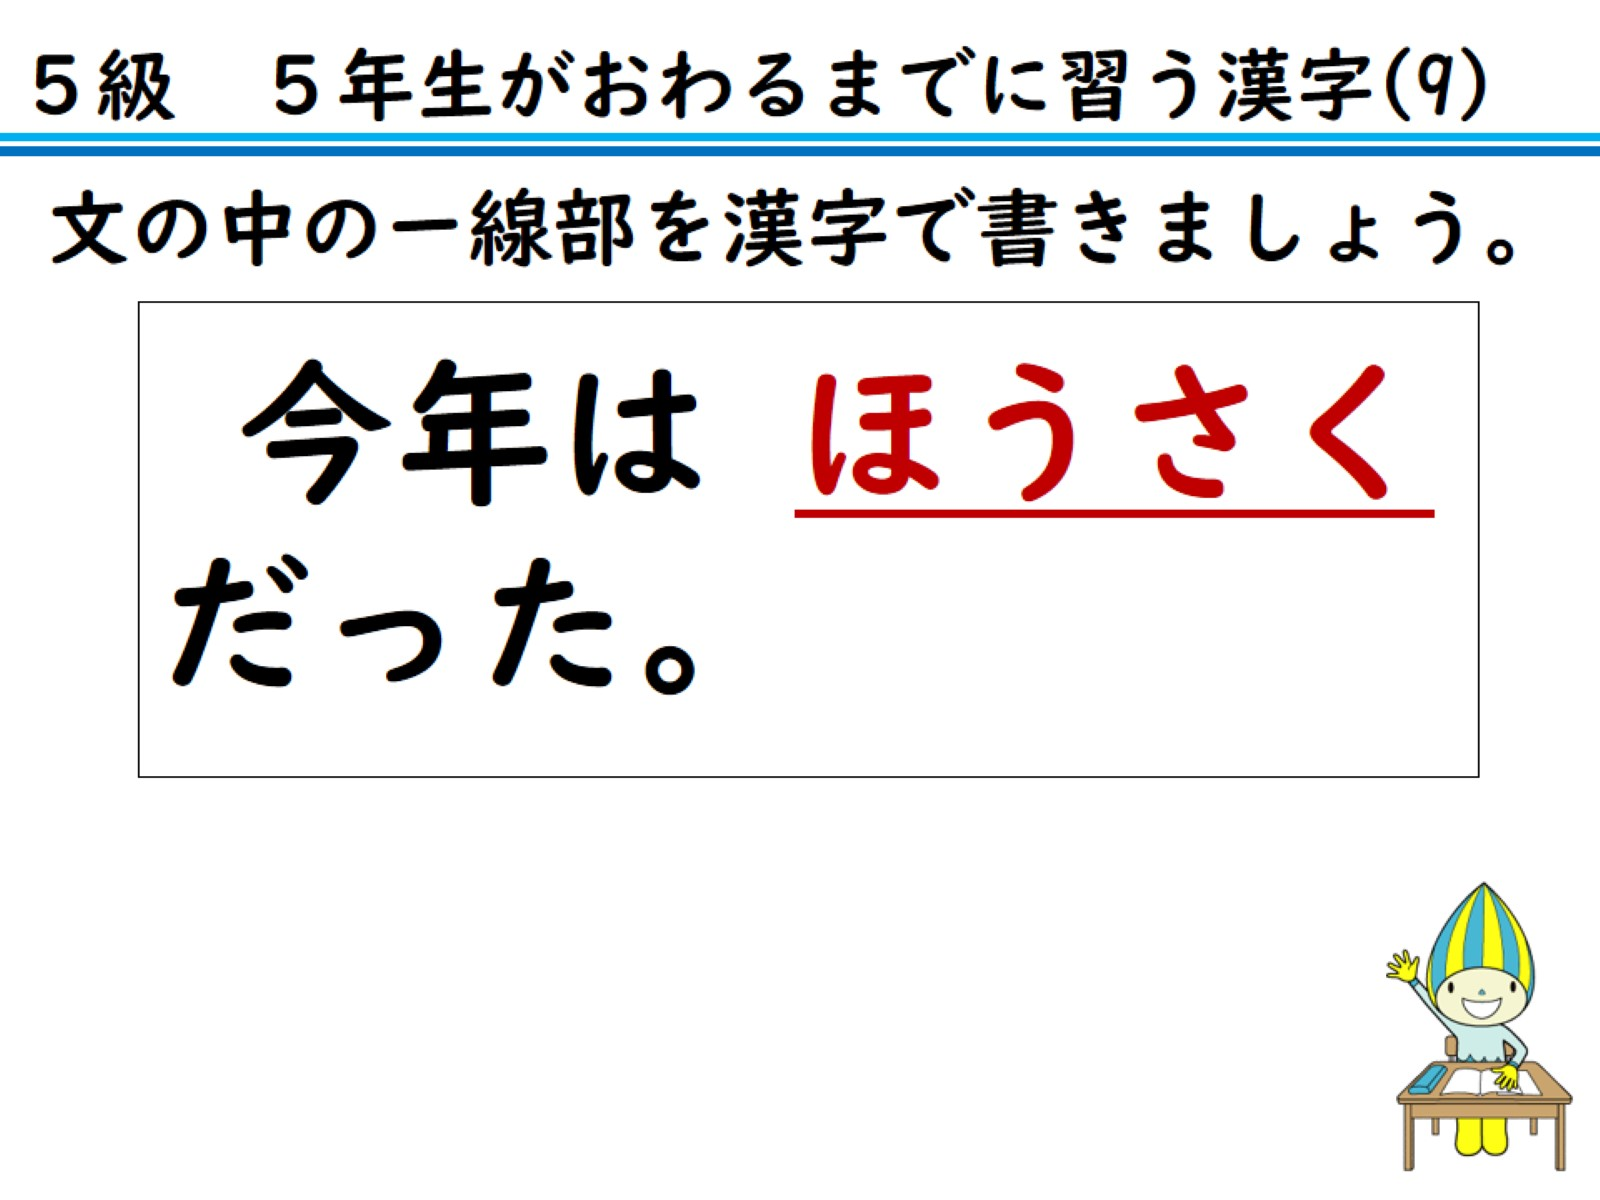 ５級　５年生がおわるまでに習う漢字(9)
文の中の一線部を漢字で書きましょう。
今年は　ほうさく
だった。